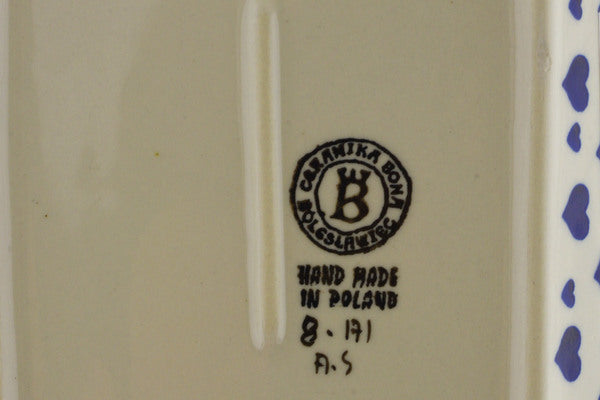 CERAMIKA BONA
BOLESŁAWIEC
B
HAND MADE
IN POLAND
8·171
A.S